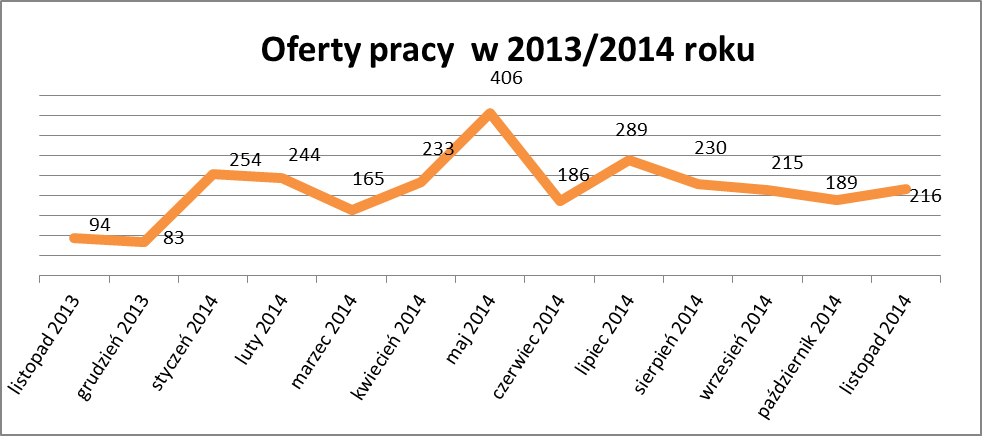 Oferty pracy w 2013/2014 roku
406
289
254
244
233
230
215
186
189
165
216
94
83
listopad 2013
grudzień 2013
styczeń 2014
luty 2014
marzec 2014
kwiecień 2014
maj 2014
czerwiec 2014
lipiec 2014
sierpień 2014
wrzesień 2014
październik 2014
listopad 2014